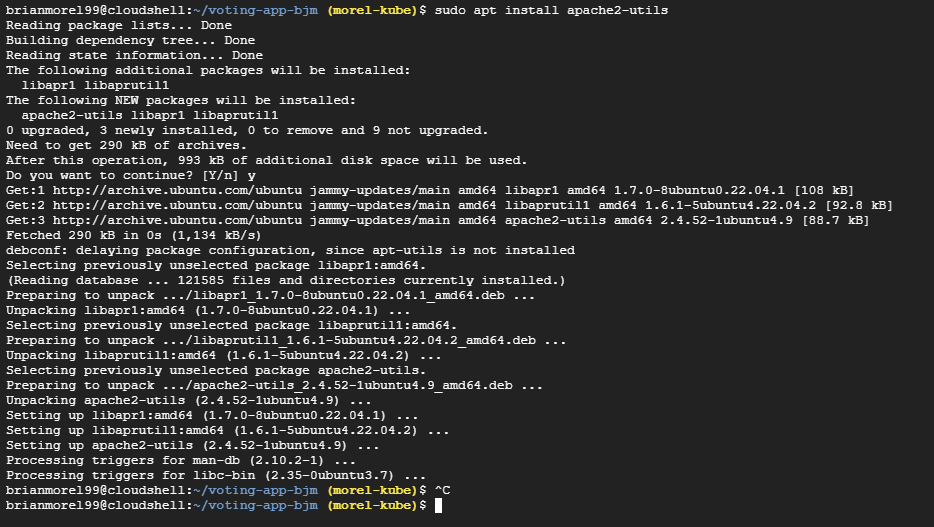 brianmorel99@cloudshell:~/voting-app-bjm (morel-kube)$ sudo apt install apache2-utils
Reading package lists... Done
Building dependency tree... Done
Reading state information... Done
The following additional packages will be installed:
  libapr1 libaprutil1
The following NEW packages will be installed:
  apache2-utils libapr1 libaprutil1
0 upgraded, 3 newly installed, 0 to remove and 9 not upgraded.
Need to get 290 kB of archives.
After this operation, 993 kB of additional disk space will be used.
Do you want to continue? [Y/n] y
Get:1 http://archive.ubuntu.com/ubuntu jammy-updates/main amd64 libapr1 amd64 1.7.0-8ubuntu0.22.04.1 [108 kB]
Get:2 http://archive.ubuntu.com/ubuntu jammy-updates/main amd64 libaprutil1 amd64 1.6.1-5ubuntu4.22.04.2 [92.8 kB]
Get:3 http://archive.ubuntu.com/ubuntu jammy-updates/main amd64 apache2-utils amd64 2.4.52-1ubuntu4.9 [88.7 kB]
Fetched 290 kB in 0s (1,134 kB/s)
debconf: delaying package configuration, since apt-utils is not installed
Selecting previously unselected package libapr1:amd64.
(Reading database ... 121585 files and directories currently installed.)
Preparing to unpack .../libapr1_1.7.0-8ubuntu0.22.04.1_amd64.deb ...
Unpacking libapr1:amd64 (1.7.0-8ubuntu0.22.04.1) ...
Selecting previously unselected package libaprutil1:amd64.
Preparing to unpack .../libaprutil1_1.6.1-5ubuntu4.22.04.2_amd64.deb ...
Unpacking libaprutil1:amd64 (1.6.1-5ubuntu4.22.04.2) ...
Selecting previously unselected package apache2-utils.
Preparing to unpack .../apache2-utils_2.4.52-1ubuntu4.9_amd64.deb ...
Unpacking apache2-utils (2.4.52-1ubuntu4.9) ...
Setting up libapr1:amd64 (1.7.0-8ubuntu0.22.04.1) ...
Setting up libaprutil1:amd64 (1.6.1-5ubuntu4.22.04.2) ...
Setting up apache2-utils (2.4.52-1ubuntu4.9) ...
Processing triggers for man-db (2.10.2-1) ...
Processing triggers for libc-bin (2.35-0ubuntu3.7) ...
brianmorel99@cloudshell:~/voting-app-bjm (morel-kube)$ ^C
brianmorel99@cloudshell:~/voting-app-bjm (morel-kube)$